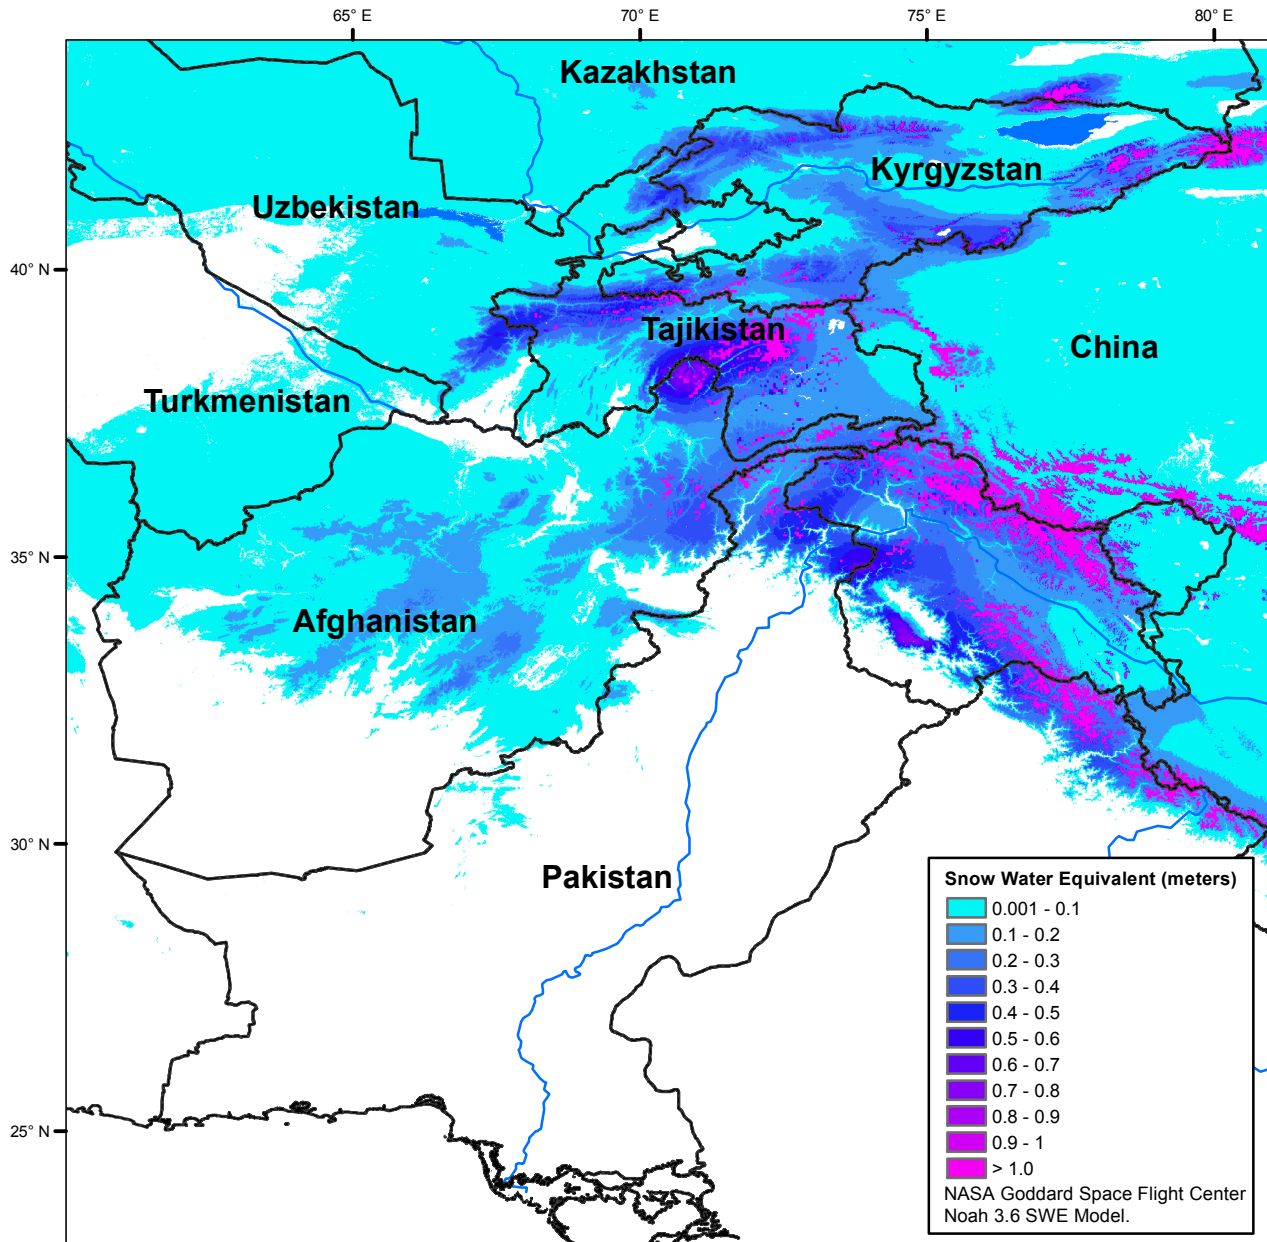 65° E
70° E
75° E
80° E
Kazakhstan
Kyrgyzstan
Uzbekistan
40° N
Tajikistan
China
Turkmenistan
35° N
Afghanistan
30° N
Pakistan
25° N
Snow Water Equivalent (meters)
0.001 - 0.1
0.1 - 0.2
0.2 - 0.3
0.3 - 0.4
0.4 - 0.5
0.5 - 0.6
0.6 - 0.7
0.7 - 0.8
0.8 - 0.9
0.9 - 1
> 1.0
NASA Goddard Space Flight Center
Noah 3.6 SWE Model.